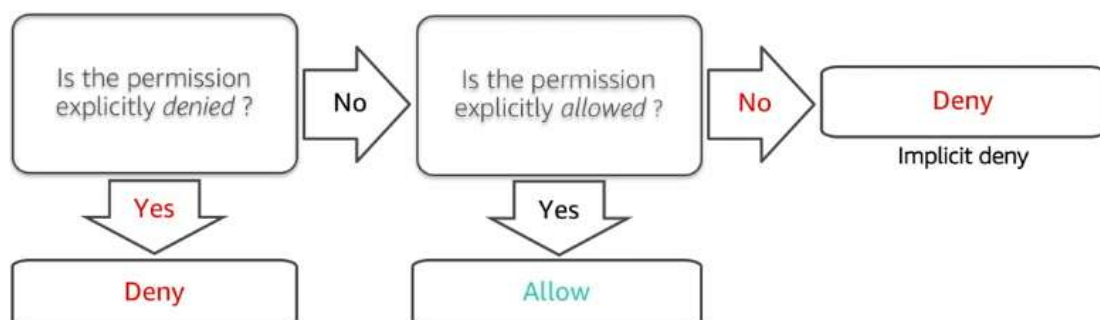 Is the permission
explicitly denied ?
No
Is the permission
explicitly allowed ?
No
Deny
Implicit deny
Yes
Yes
Deny
Allow